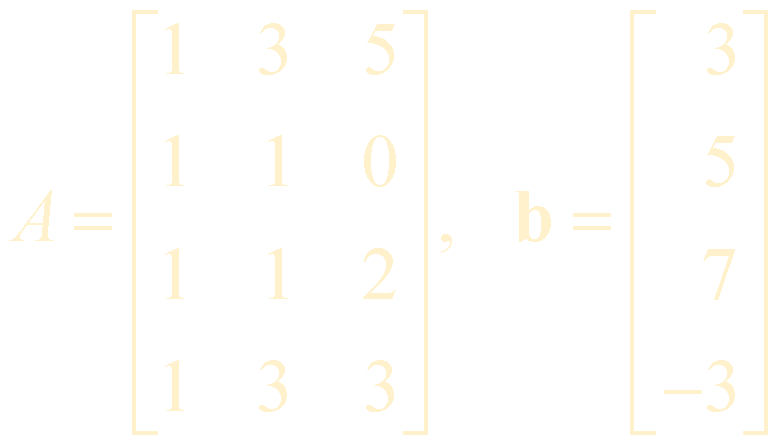 A = [1 3 5; 1 1 0; 1 1 2; 1 3 3], b = [3; 5; 7; -3]